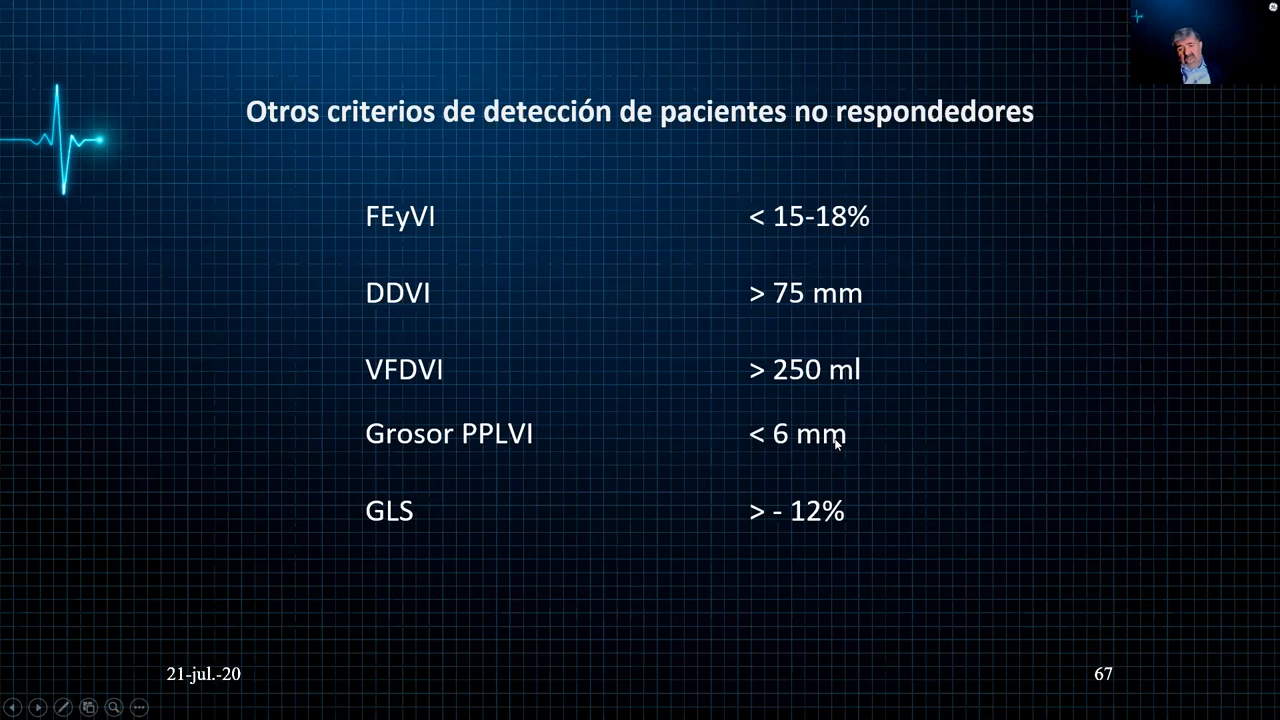 Otros criterios de detección de pacientes no respondedores
FEyVI < 15-18%
DDVI > 75 mm
VFDVI > 250 ml
Grosor PPLVI < 6 mm
GLS > - 12%
21-jul.-20 67